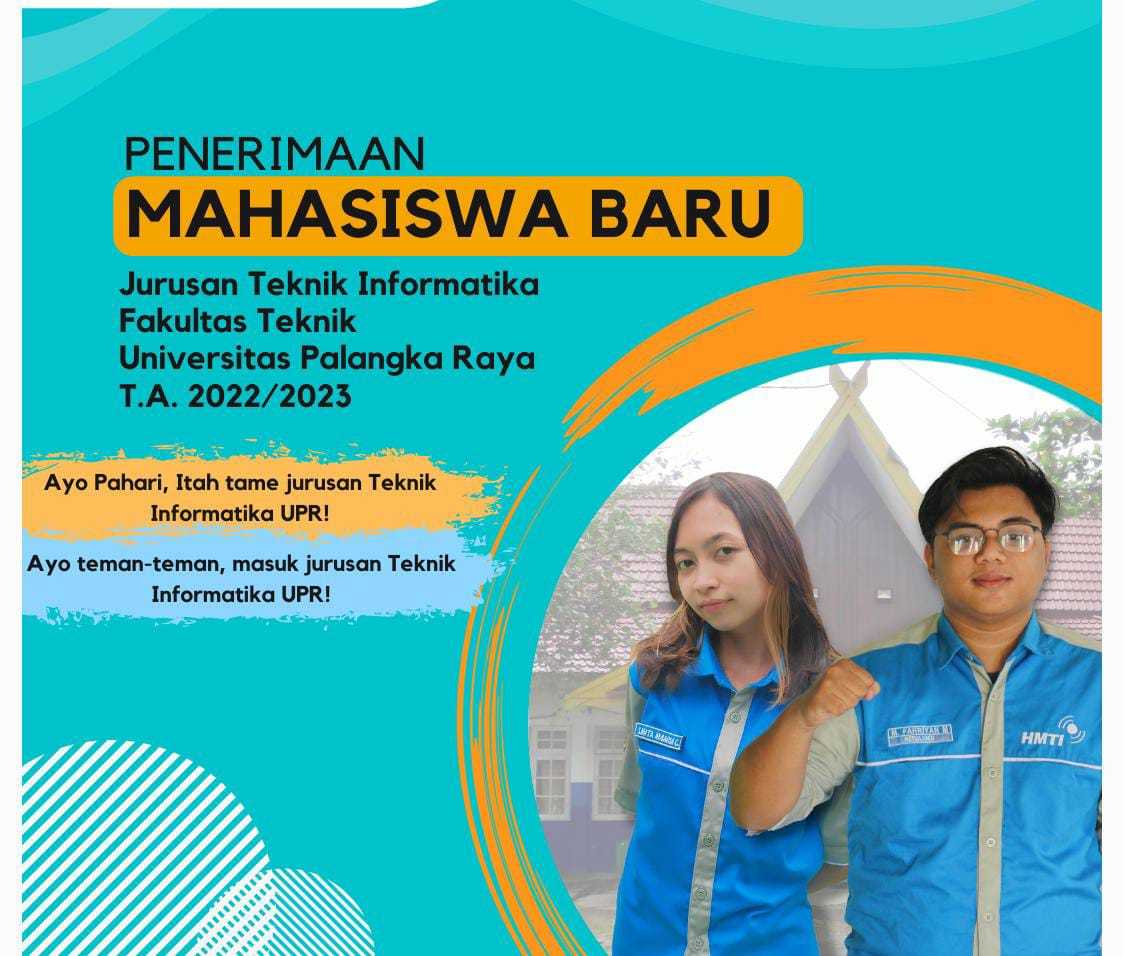 PENERIMAAN
MAHASISWA BARU
Jurusan Teknik Informatika
Fakultas Teknik
Universitas Palangka Raya
T.A. 2022/2023
Ayo Pahari, Itah tame jurusan Teknik
Informatika UPR!
Ayo teman-teman, masuk jurusan Teknik
Informatika UPR!
M. FAHRIYAN M.
HMTI